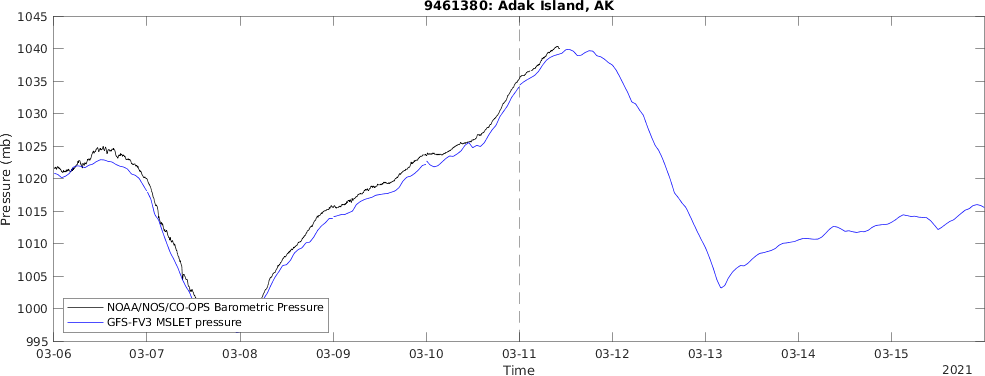 9461380: Adak Island, AK
Pressure (mb)
1045
1040
1035
1030
1025
1020
1015
1010
1005
1000
995
NOAA/NOS/CO-OPS Barometric Pressure
GFS-FV3 MSLET pressure
03-06 03-07 03-08 03-09 03-10 03-11 03-12 03-13 03-14 03-15
Time
2021